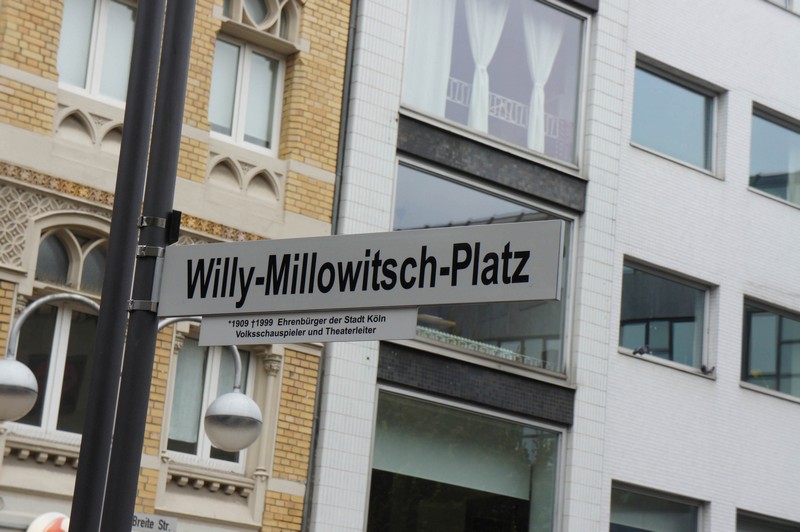 Willy-Millowitsch-Platz
*1909 †1999 Ehrenbürger der Stadt Köln
Volksschauspieler und Theaterleiter
Breite Str.